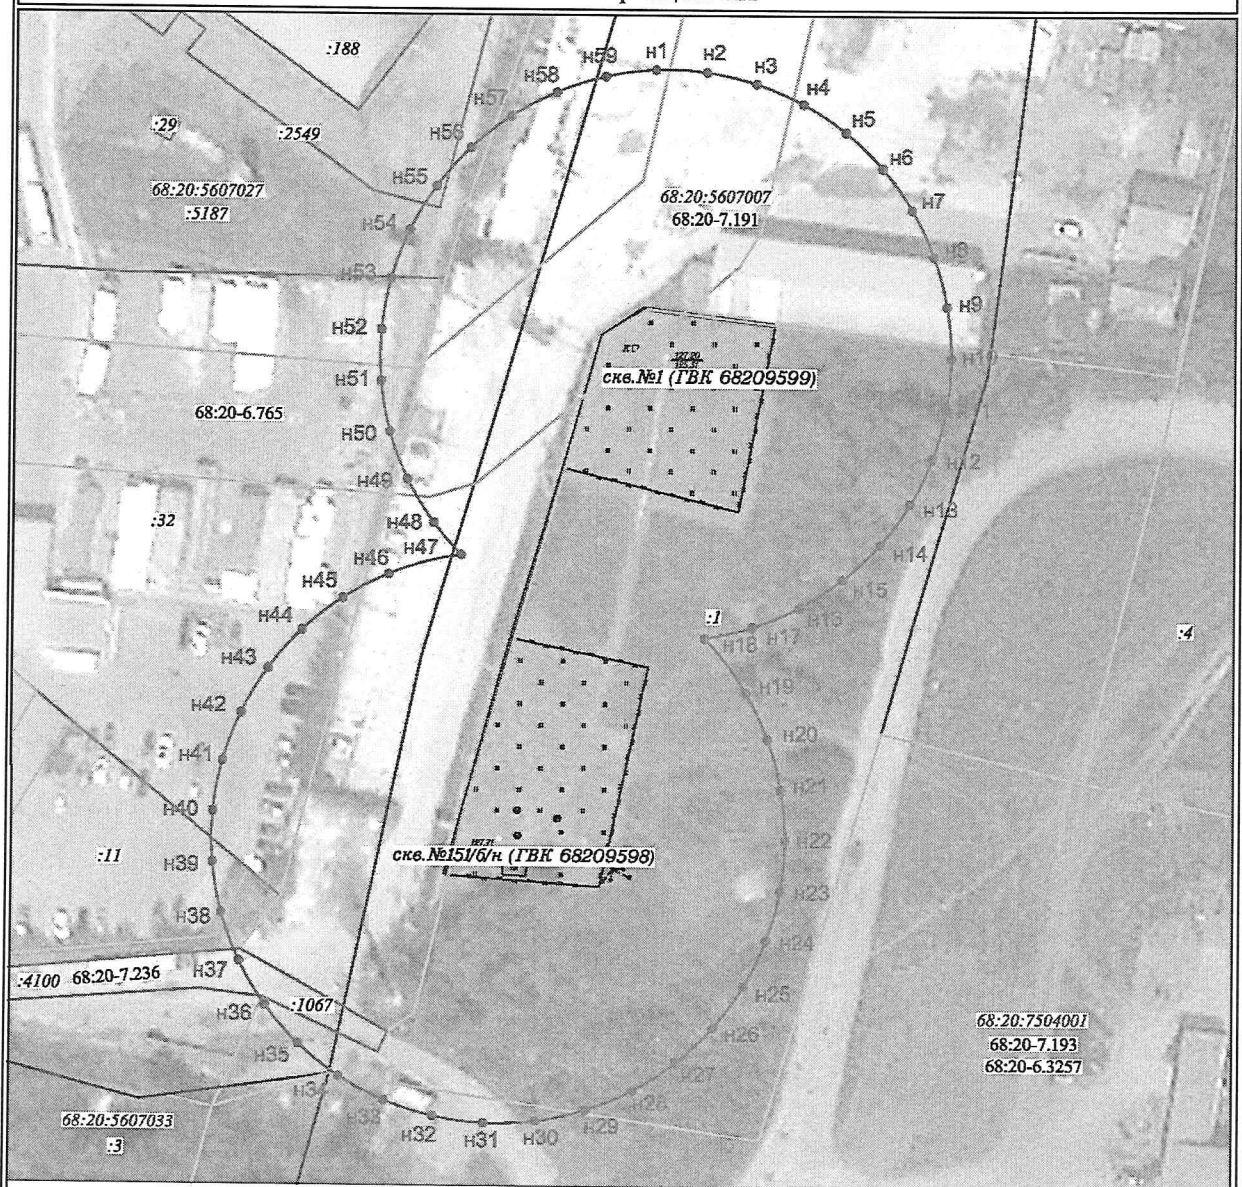 :188
н59
н1
н2
н3
н58
н4
н57
н5
:29
:2549
н56
н6
н55
68:20:5607027
:5187
68:20:5607007
68:20-7.191
н7
н54
н8
н53
н9
н52
н10
скв.№1 (ГВК 68209599)
н51
68:20-6.765
н11
н50
н12
н49
:32
н48
н13
н47
н14
н46
н45
н15
н44
:1
н16
н17
н18
:4
н43
н19
н42
н20
н41
н21
н40
н22
:11
скв.№151/б/н (ГВК 68209598)
н39
н23
н38
н24
н37
:4100
68:20-7.236
н25
н36
:1067
н26
68:20:7504001
68:20-7.193
68:20-6.3257
н35
н27
н34
н28
н33
68:20:5607033
:3
н32
н31
н30
н29